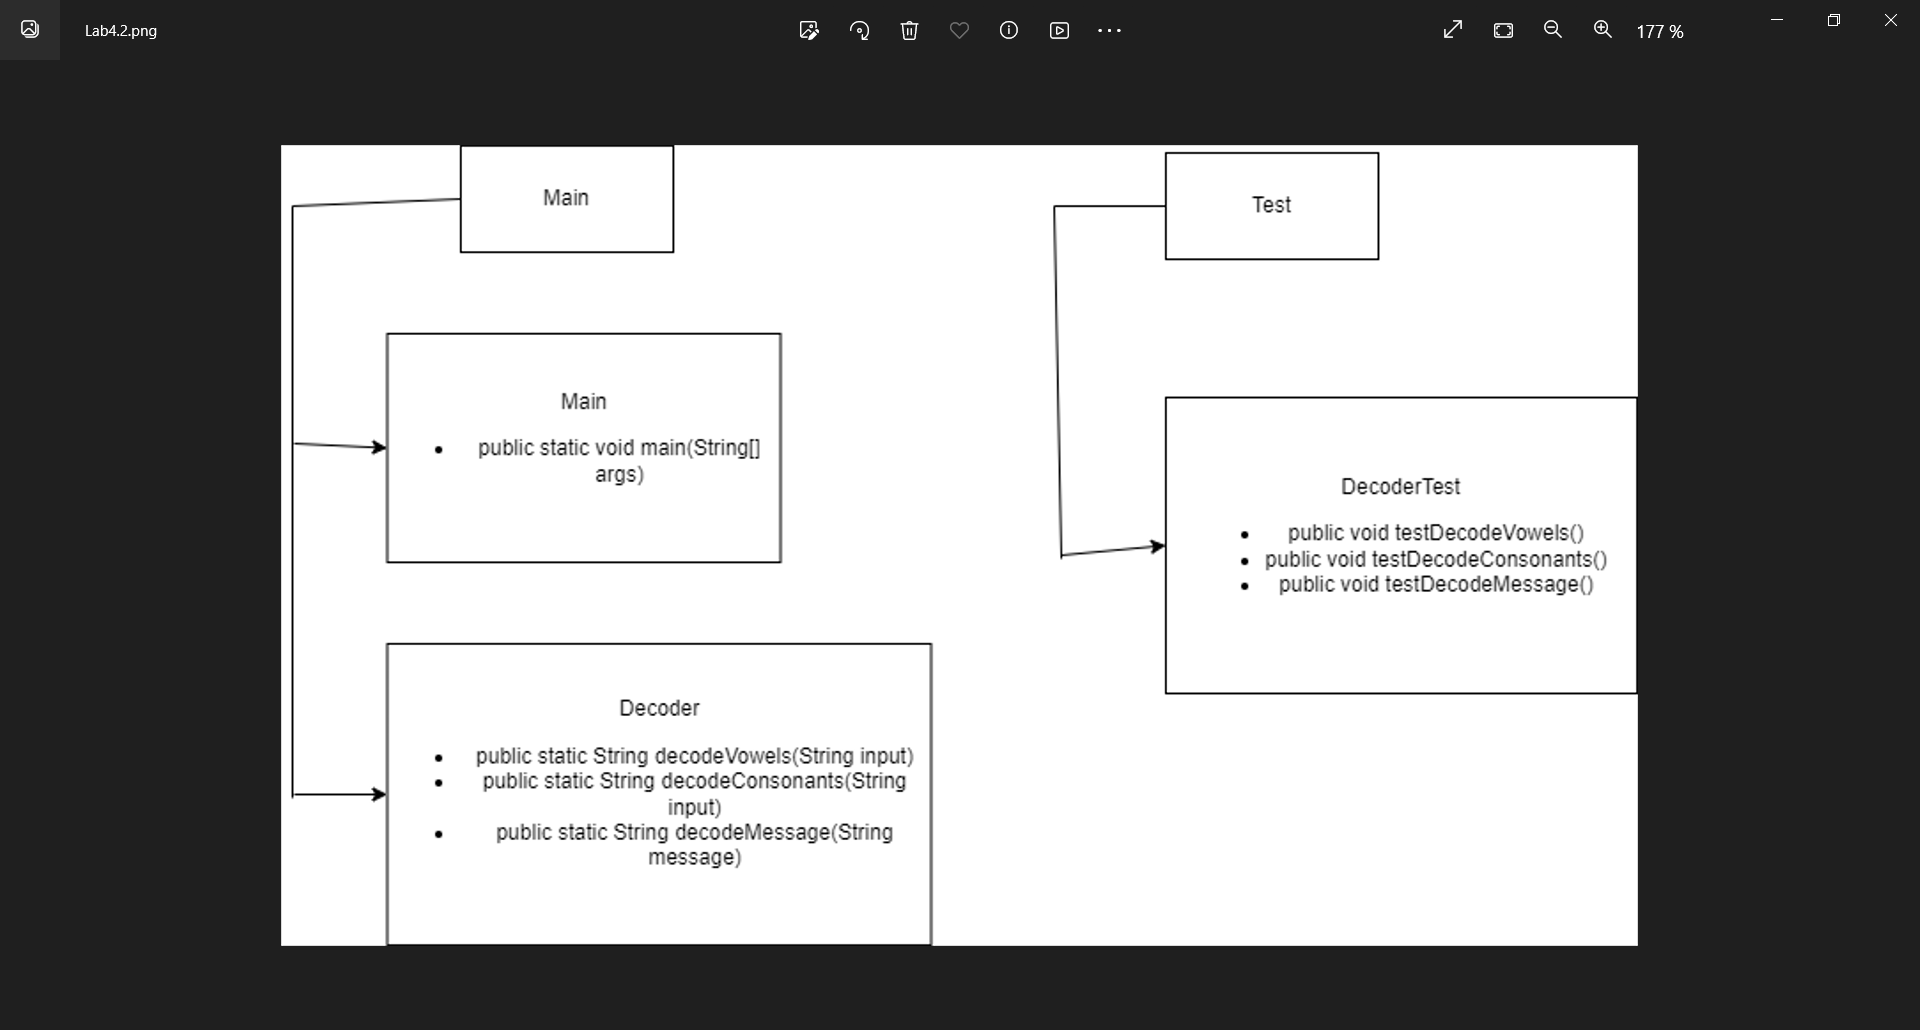 Lab4.2.png
177 %
Main
Main
public static void main(String[]
args)
Decoder
public static String decodeVowels(String input)
public static String decodeConsonants(String
input)
public static String decodeMessage(String
message)
Test
DecoderTest
public void testDecodeVowels()
public void testDecodeConsonants()
public void testDecodeMessage()